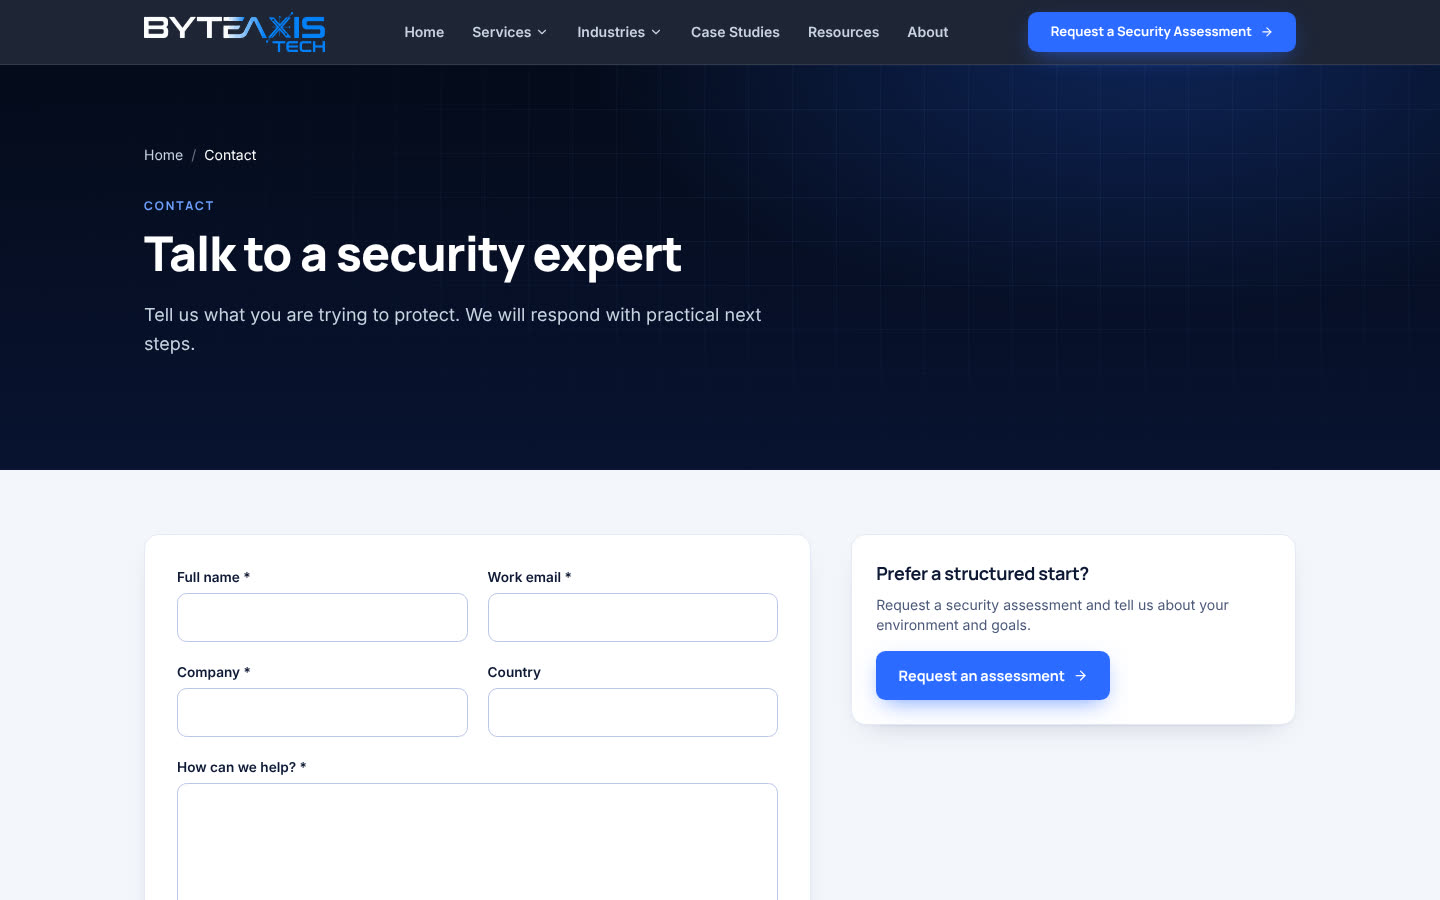 BYTEAXIS
TECH
Home
Services
Industries
Case Studies
Resources
About
Request a Security Assessment
Home / Contact
CONTACT
Talk to a security expert
Tell us what you are trying to protect. We will respond with practical next
steps.
Full name *
Work email *
Company *
Country
How can we help? *
Prefer a structured start?
Request a security assessment and tell us about your
environment and goals.
Request an assessment